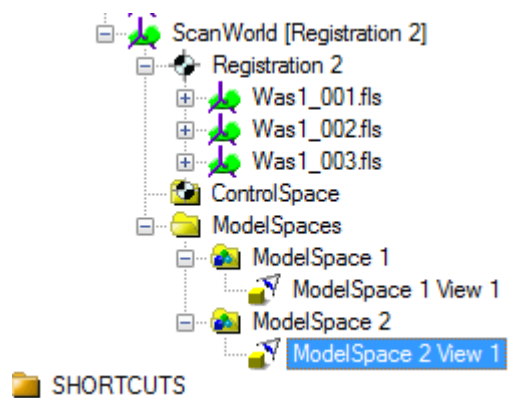 ScanWorld [Registration 2]
Registration 2
Was1_001.fls
Was1_002.fls
Was1_003.fls
ControlSpace
ModelSpaces
ModelSpace 1
ModelSpace 1 View 1
ModelSpace 2
ModelSpace 2 View 1
SHORTCUTS